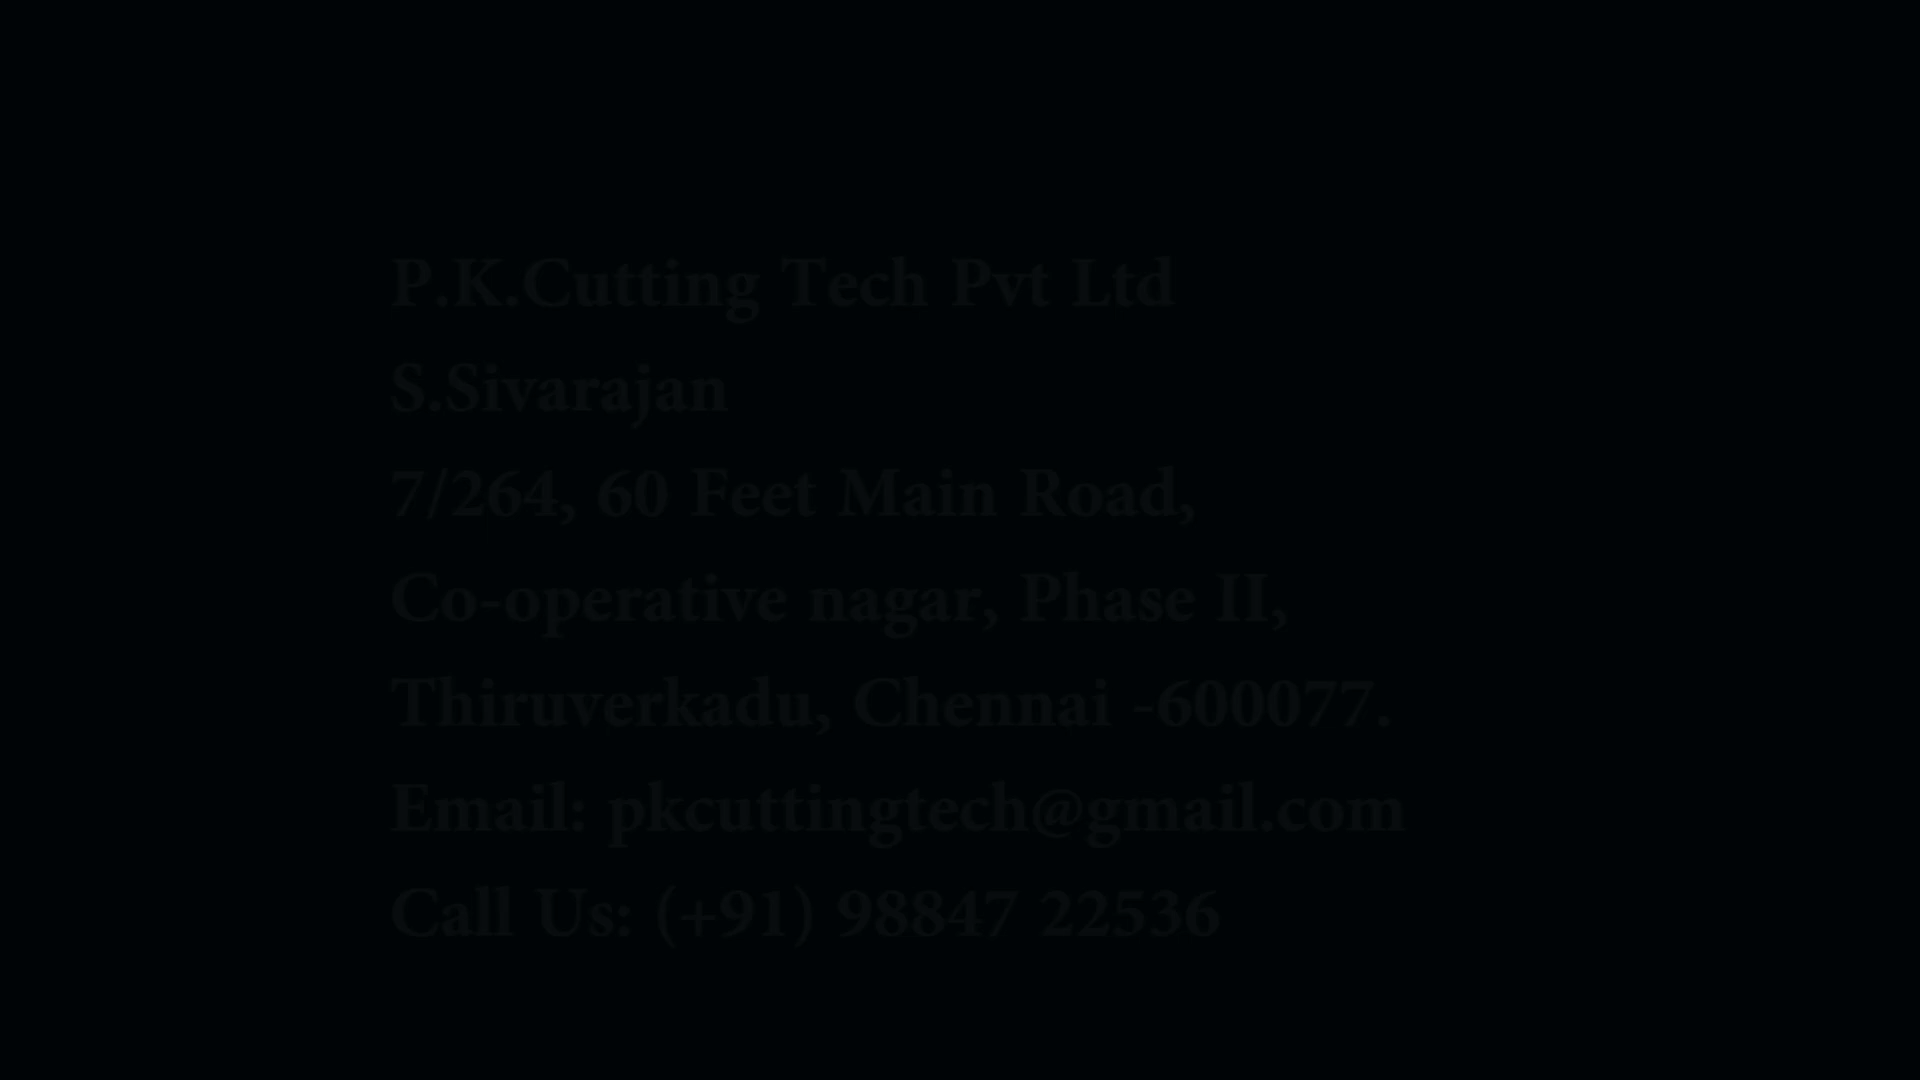 P.K.Cutting Tech Pvt Ltd
S.Sivarajan
7/264, 60 Feet Main Road,
Co-operative nagar, Phase II,
Thiruverkadu, Chennai -600077.
Email: pkcuttingtech@gmail.com
Call Us: (+91) 98847 22536